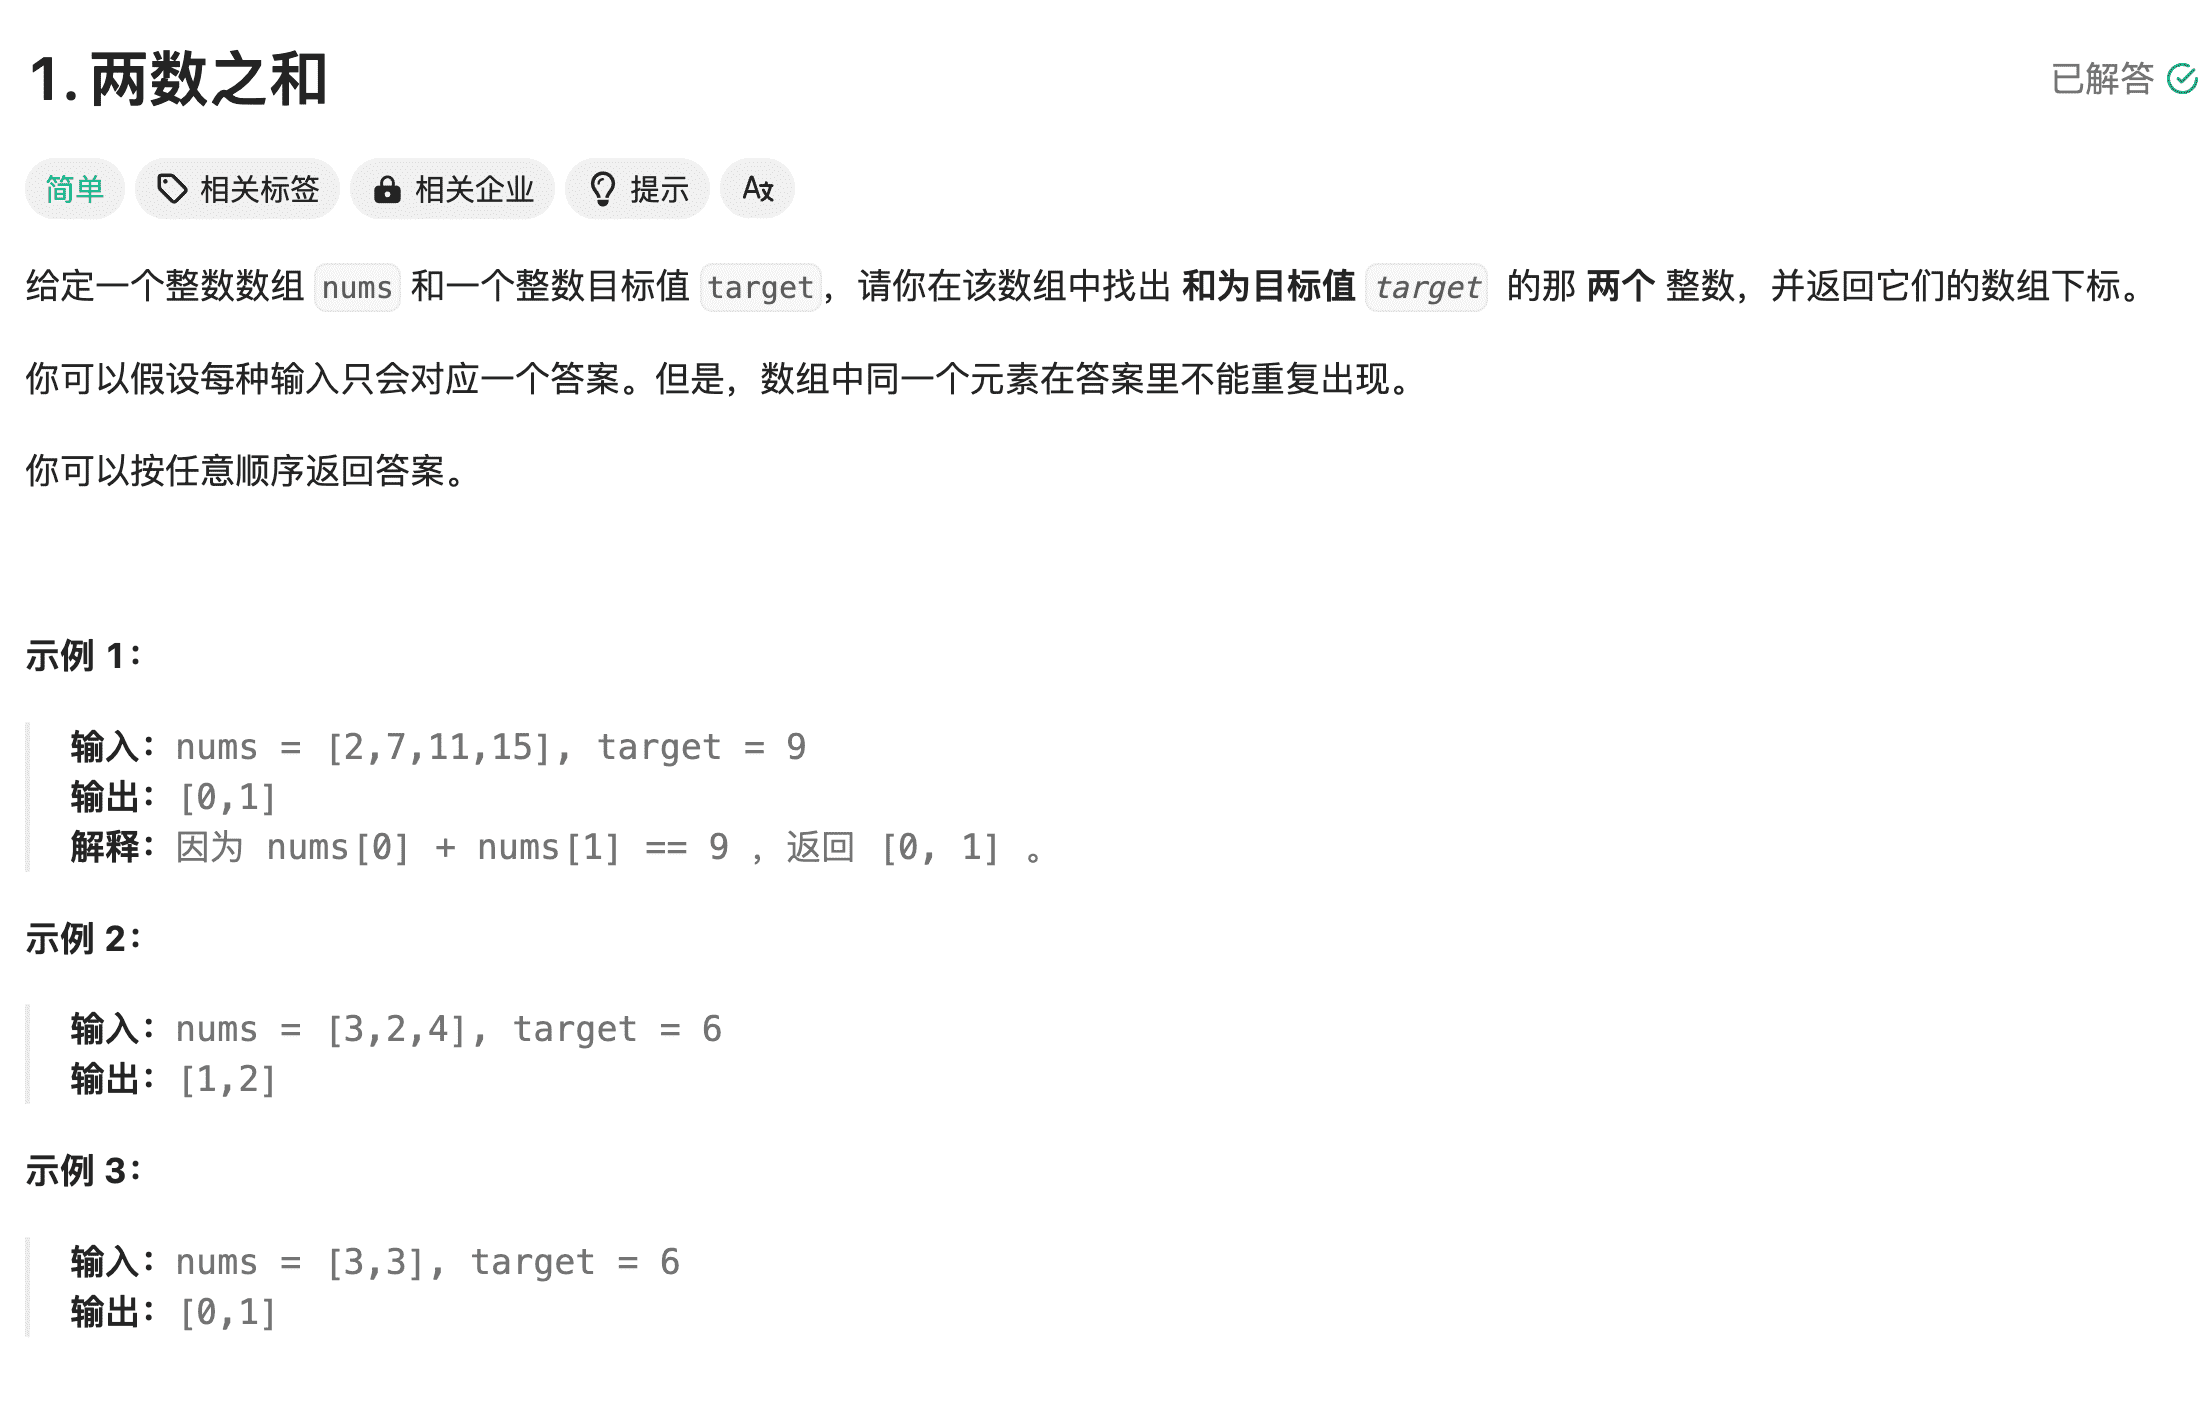 1. 两数之和
已解答
简单 相关标签 相关企业 提示 Aあ
给定一个整数数组 nums 和一个整数目标值 target，请你在该数组中找出 和为目标值 target 的那 两个 整数，并返回它们的数组下标。
你可以假设每种输入只会对应一个答案。但是，数组中同一个元素在答案里不能重复出现。
你可以按任意顺序返回答案。
示例 1：
输入：nums = [2,7,11,15], target = 9
输出：[0,1]
解释：因为 nums[0] + nums[1] == 9 ，返回 [0, 1] 。
示例 2：
输入：nums = [3,2,4], target = 6
输出：[1,2]
示例 3：
输入：nums = [3,3], target = 6
输出：[0,1]